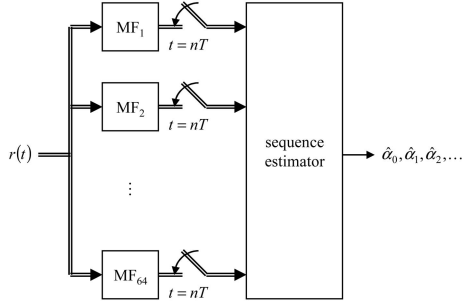 MF₁
t = nT
MF₂
t = nT
r(t)
sequence
estimator
α̂₀, α̂₁, α̂₂, …
⋮
MF₆₄
t = nT